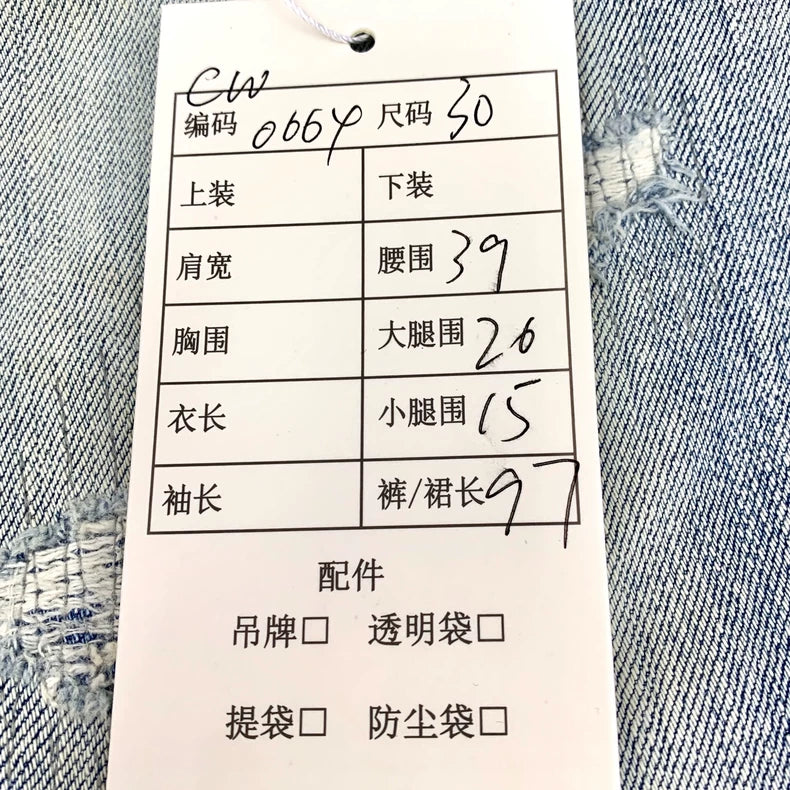 CW
编码 0664 尺码 30
上装 下装
肩宽 腰围 39
胸围 大腿围 26
衣长 小腿围 15
袖长 裤/裙长 97
配件
吊牌□ 透明袋□
提袋□ 防尘袋□